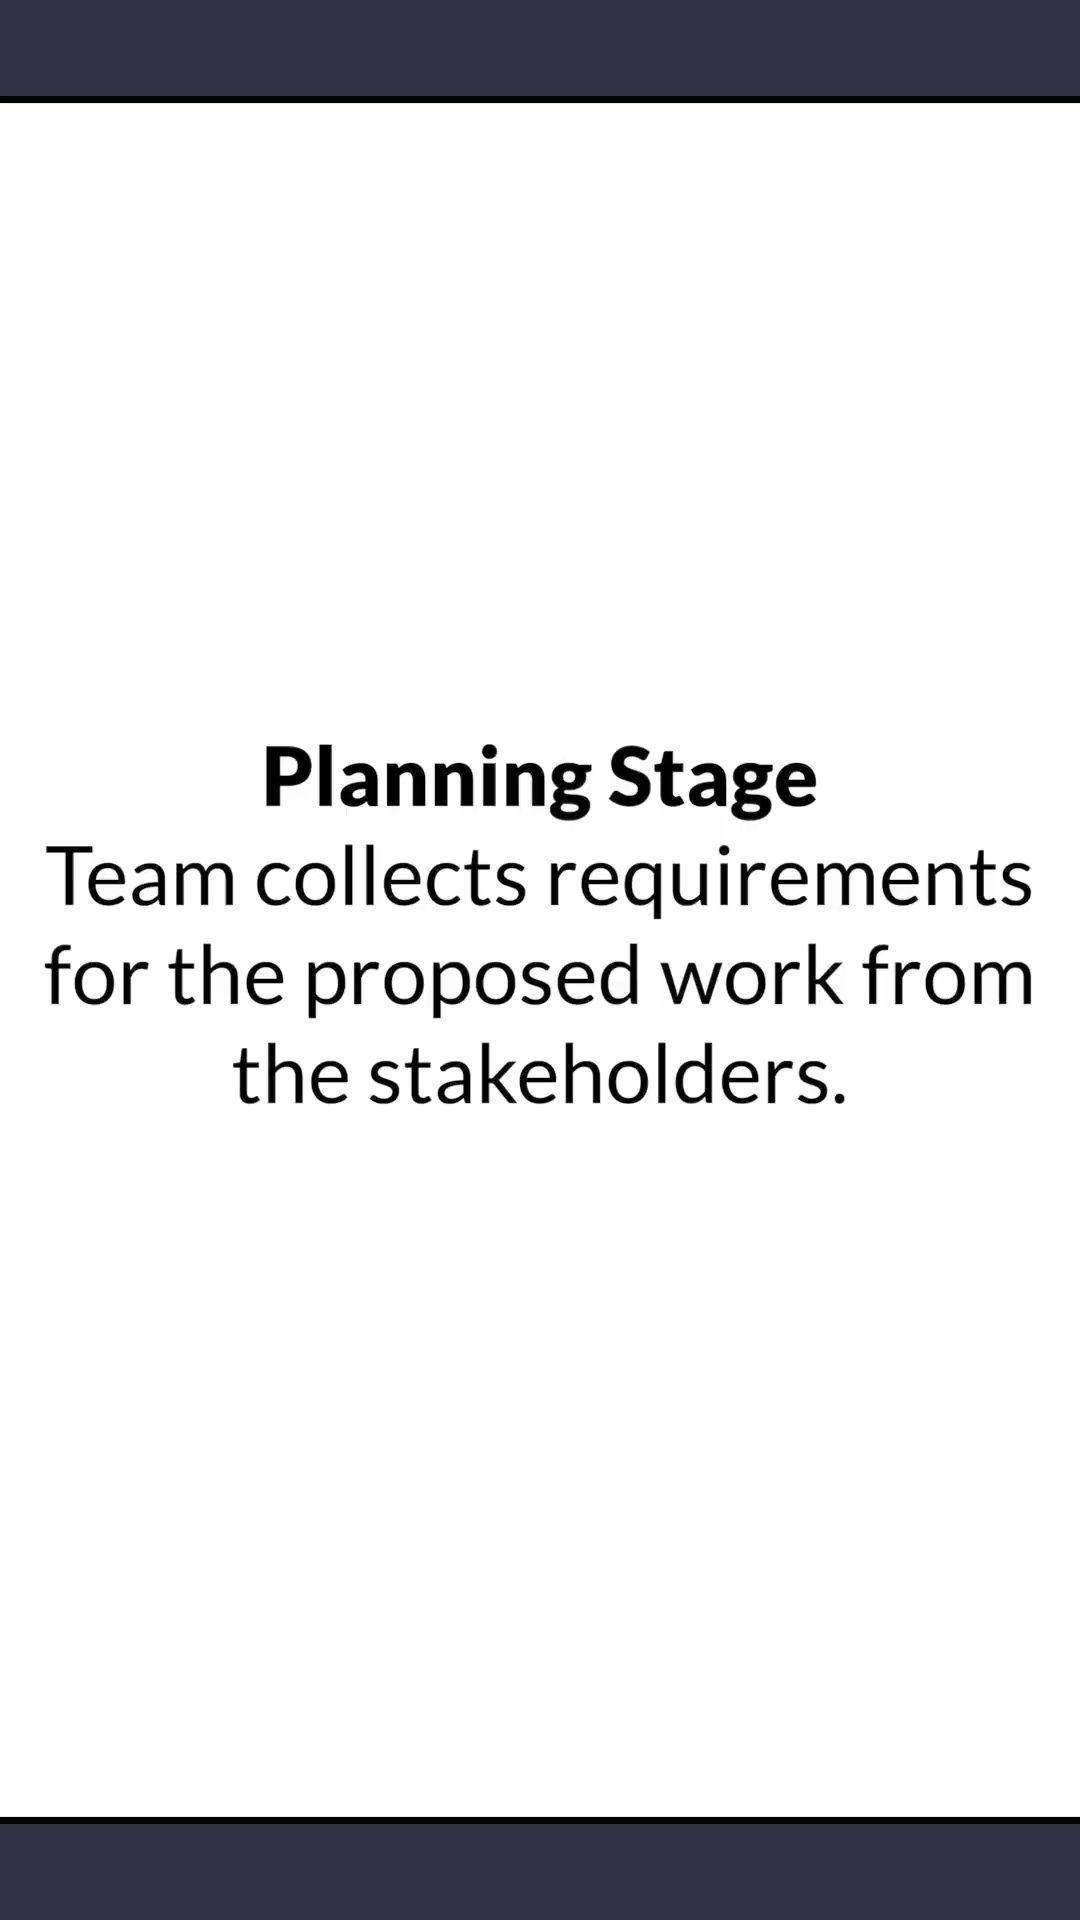 Planning Stage
Team collects requirements
for the proposed work from
the stakeholders.